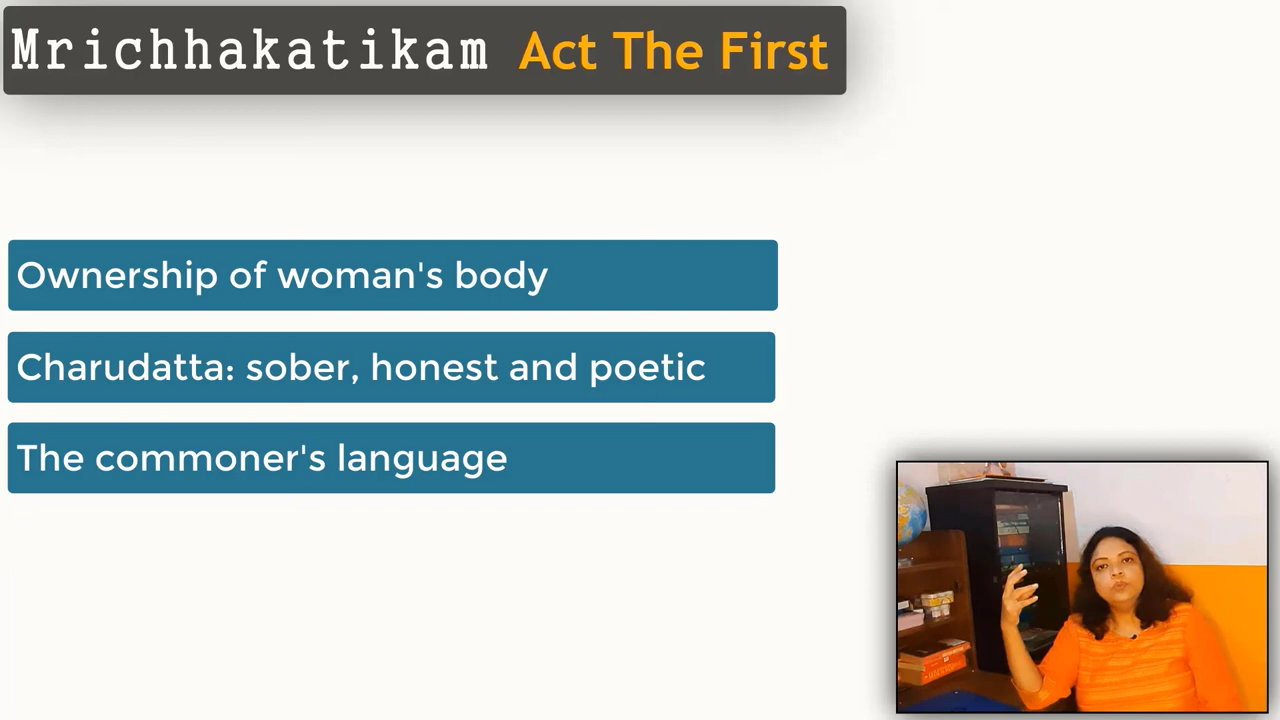 Mrichhakatikam Act The First
Ownership of woman's body
Charudatta: sober, honest and poetic
The commoner's language